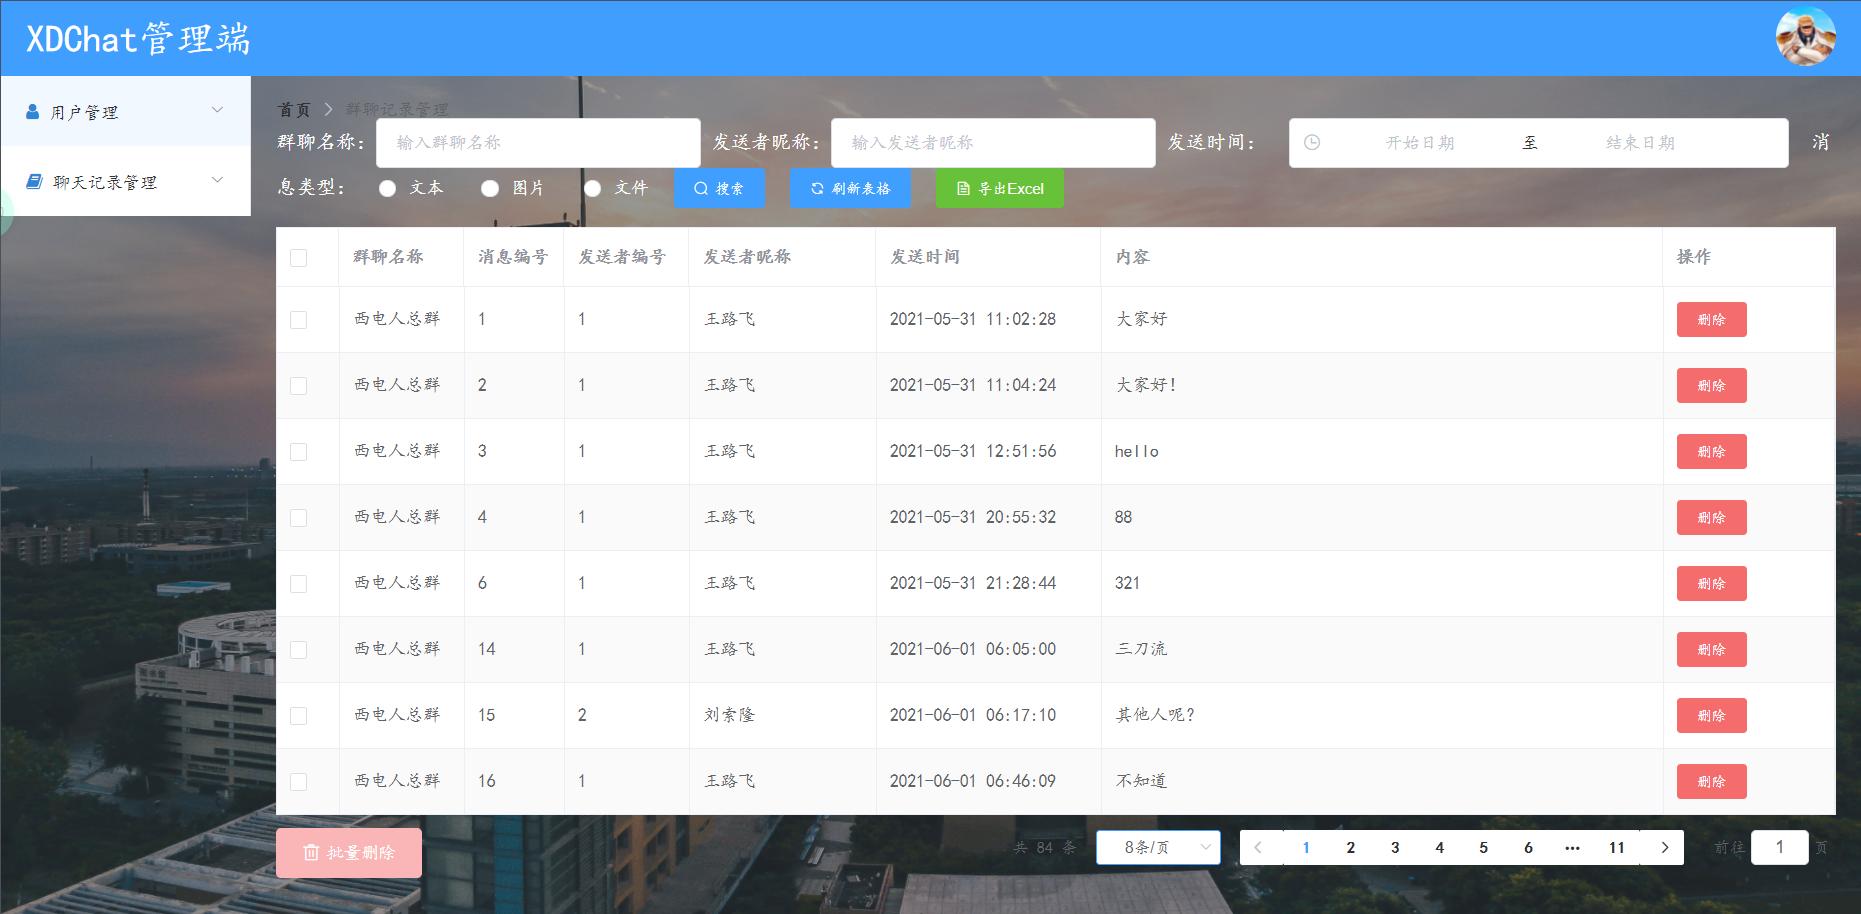 XDChat管理端
用户管理
聊天记录管理
首页 > 群聊记录管理
群聊名称: 输入群聊名称 发送者昵称: 输入发送者昵称 发送时间: 开始日期 至 结束日期 消
息类型: 文本 图片 文件 搜索 刷新表格 导出Excel
群聊名称 消息编号 发送者编号 发送者昵称 发送时间 内容 操作
西电人总群 1 1 王路飞 2021-05-31 11:02:28 大家好 删除
西电人总群 2 1 王路飞 2021-05-31 11:04:24 大家好! 删除
西电人总群 3 1 王路飞 2021-05-31 12:51:56 hello 删除
西电人总群 4 1 王路飞 2021-05-31 20:55:32 88 删除
西电人总群 6 1 王路飞 2021-05-31 21:28:44 321 删除
西电人总群 14 1 王路飞 2021-06-01 06:05:00 三刀流 删除
西电人总群 15 2 刘索隆 2021-06-01 06:17:10 其他人呢? 删除
西电人总群 16 1 王路飞 2021-06-01 06:46:09 不知道 删除
批量删除 共 84 条 8条/页 1 2 3 4 5 6 ··· 11 前往 1 页